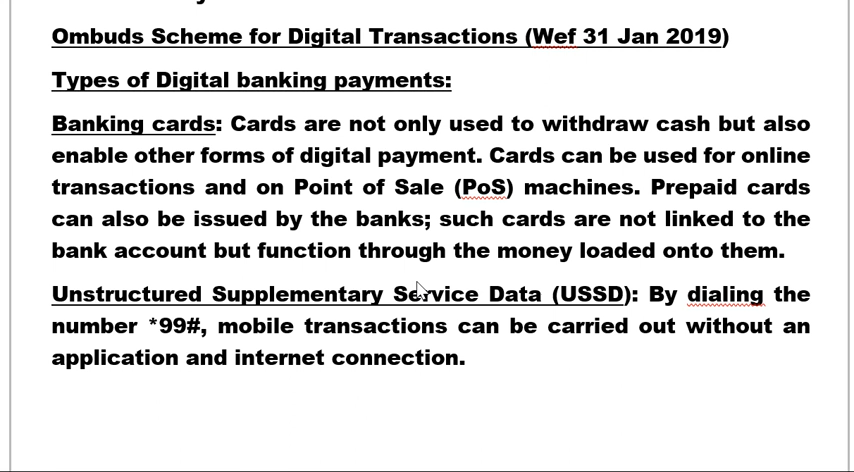 Ombuds Scheme for Digital Transactions (Wef 31 Jan 2019)
Types of Digital banking payments:
Banking cards: Cards are not only used to withdraw cash but also
enable other forms of digital payment. Cards can be used for online
transactions and on Point of Sale (PoS) machines. Prepaid cards
can also be issued by the banks; such cards are not linked to the
bank account but function through the money loaded onto them.
Unstructured Supplementary Service Data (USSD): By dialing the
number *99#, mobile transactions can be carried out without an
application and internet connection.